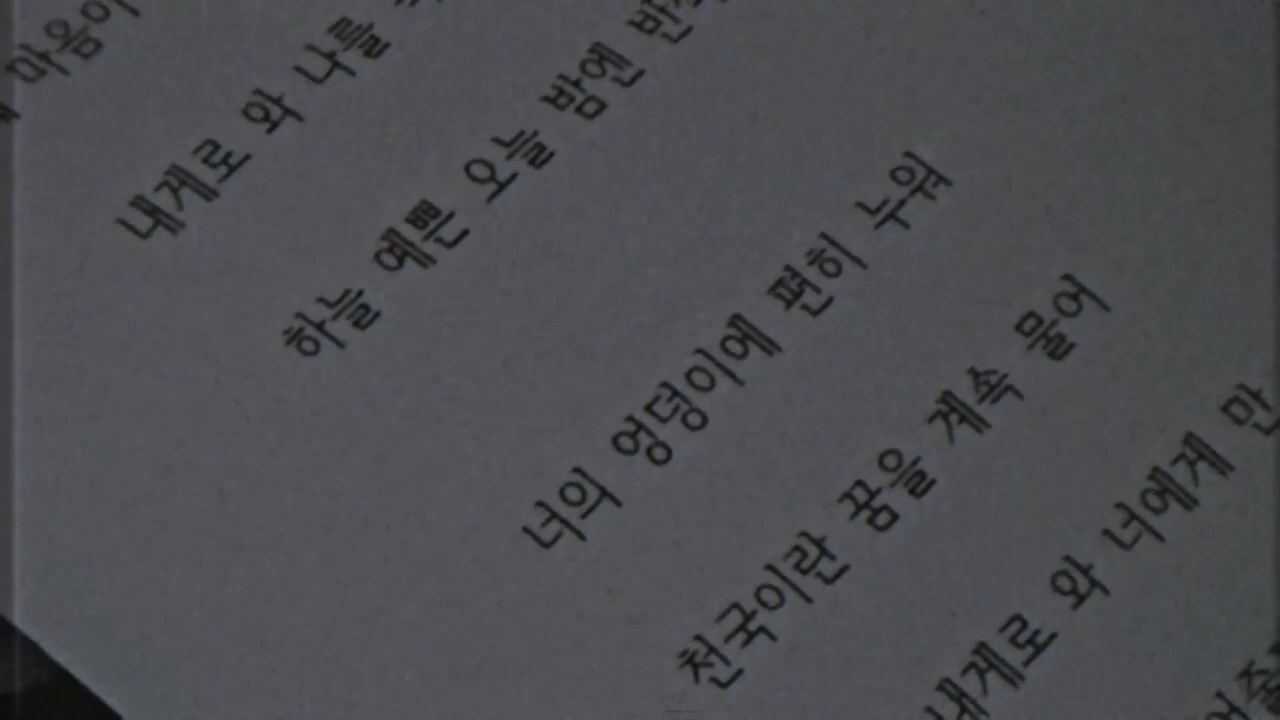 마음이
내게로 와 나를
하늘 예쁜 오늘 밤엔
너의 엉덩이에 편히 누워
천국이란 꿈을 계속 물어
내게로 와 너에게 만